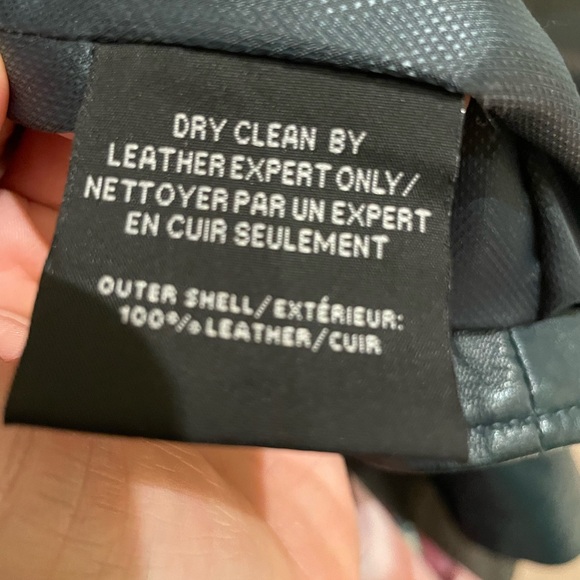 DRY CLEAN BY
LEATHER EXPERT ONLY/
NETTOYER PAR UN EXPERT
EN CUIR SEULEMENT
OUTER SHELL/EXTÉRIEUR:
100% LEATHER/CUIR